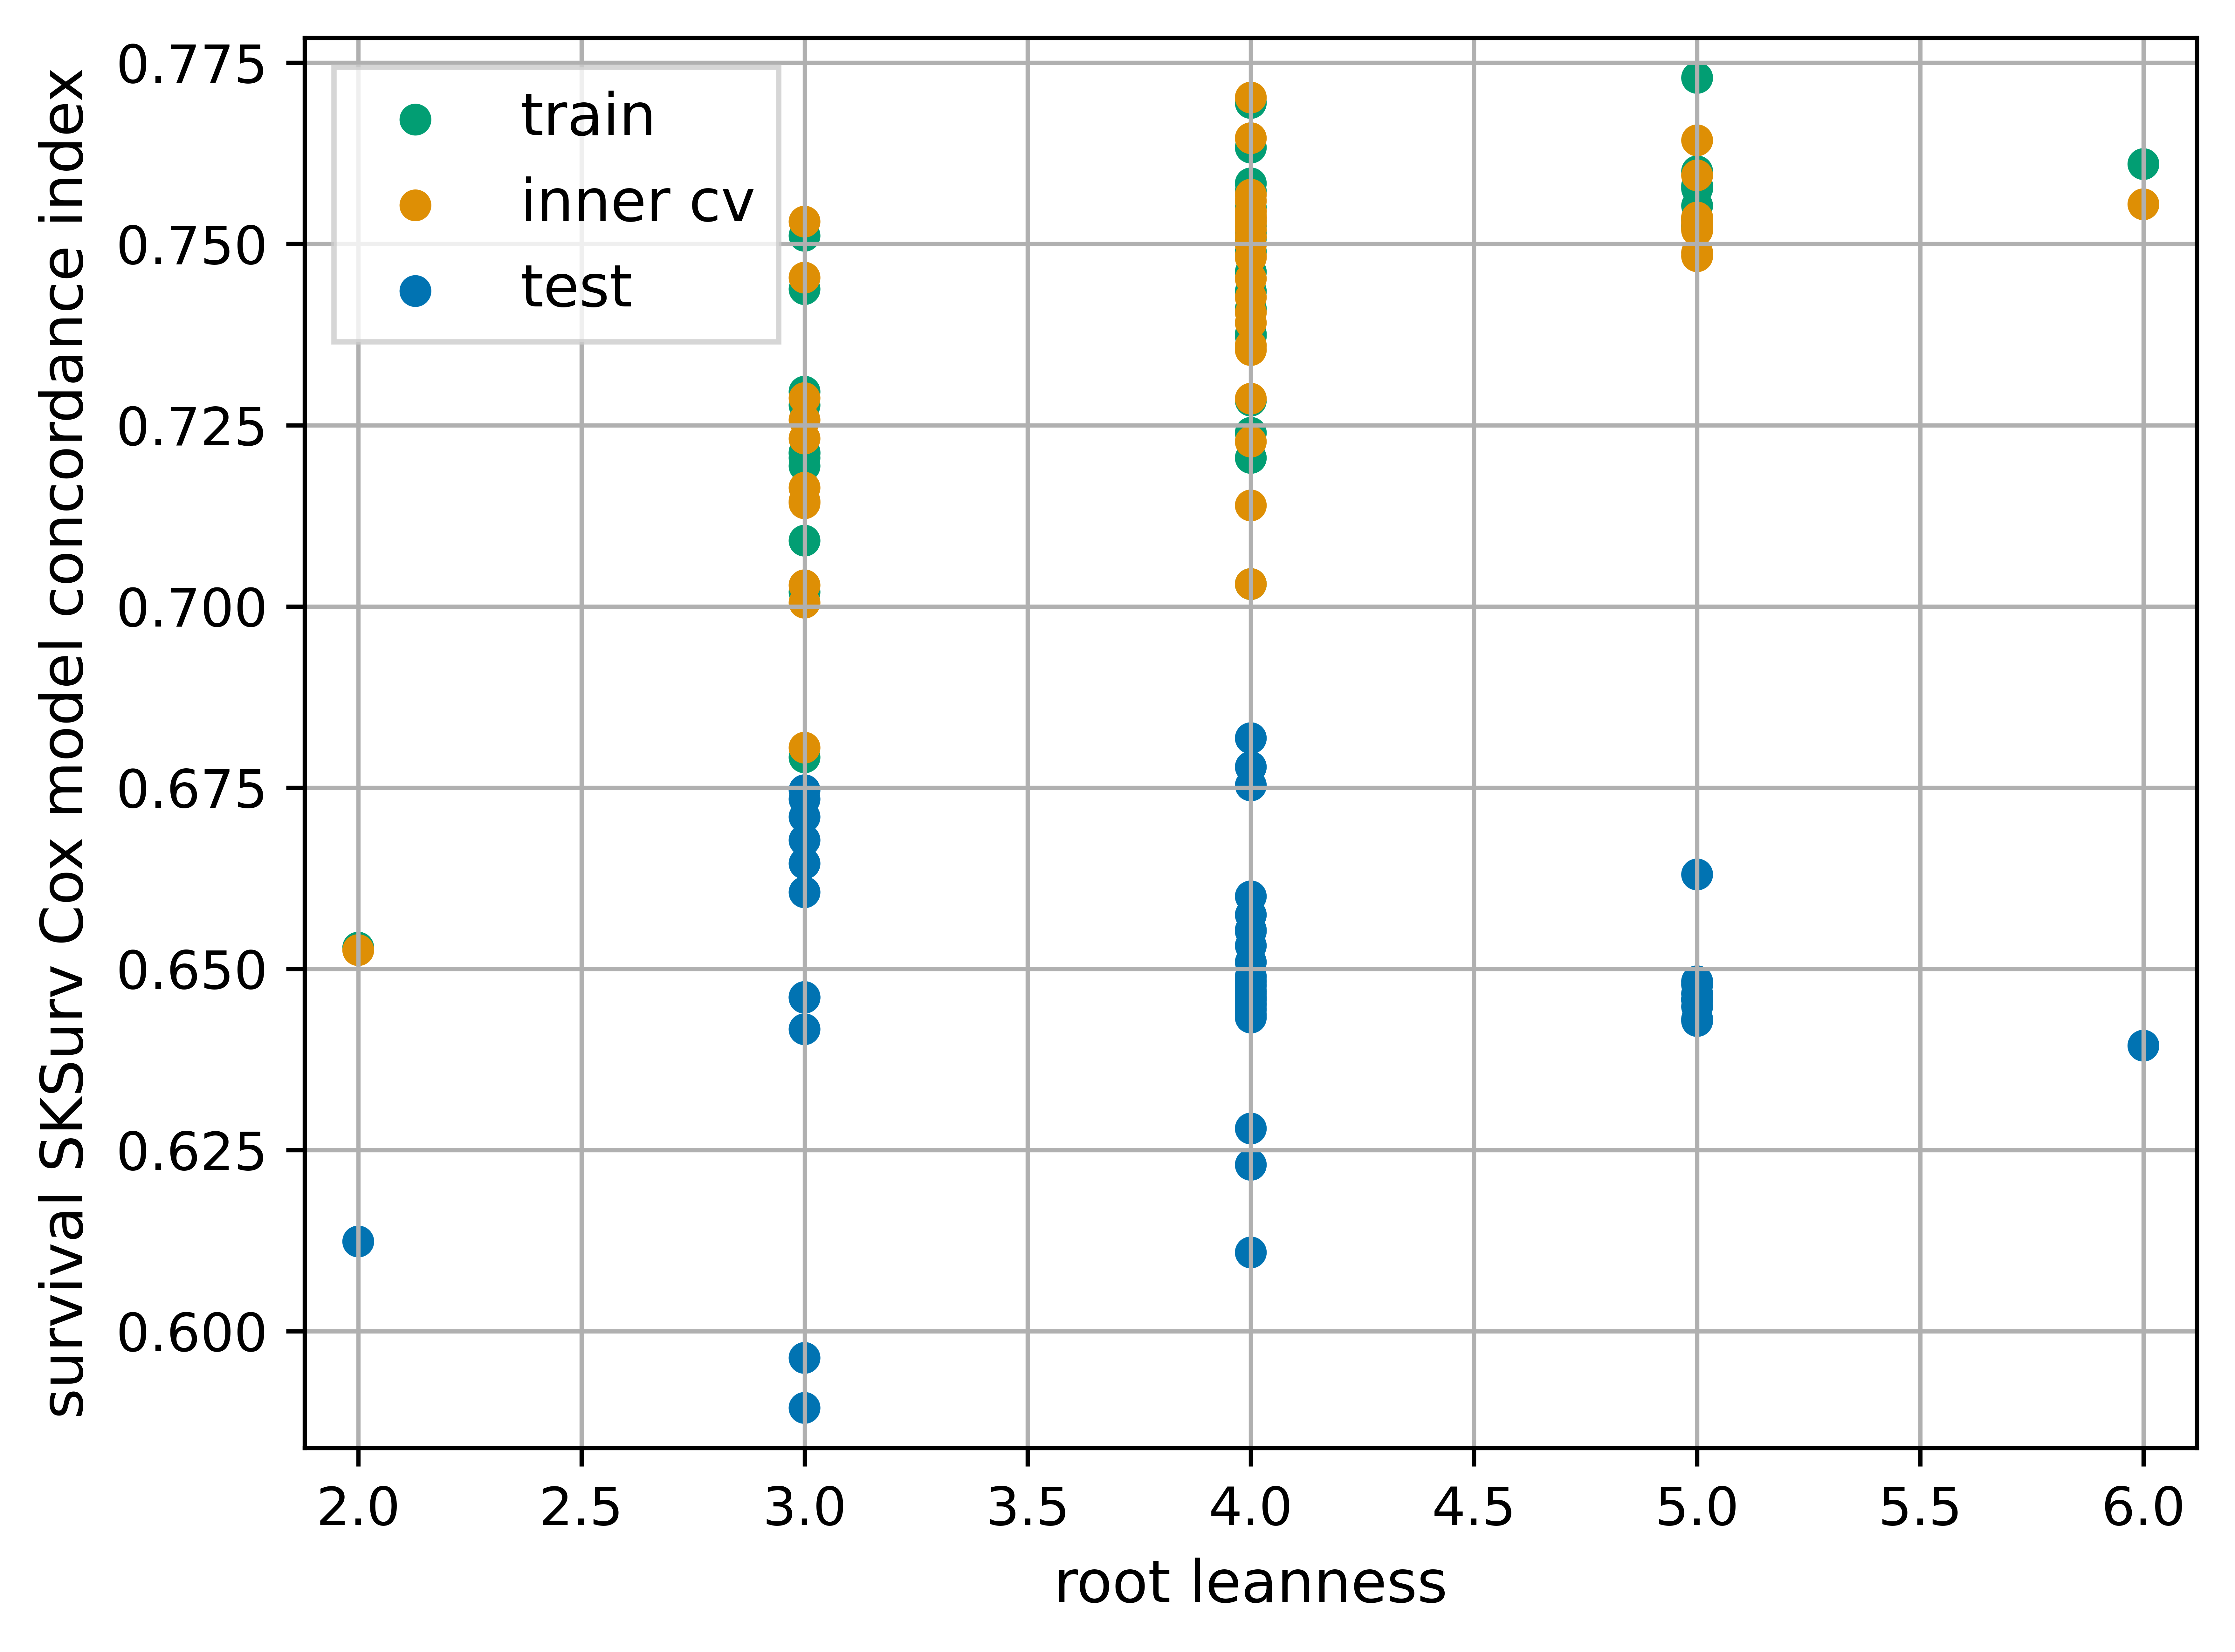 survival SKSurv Cox model concordance index
0.775
0.750
0.725
0.700
0.675
0.650
0.625
0.600
train
inner cv
test
2.0 2.5 3.0 3.5 4.0 4.5 5.0 5.5 6.0
root leanness